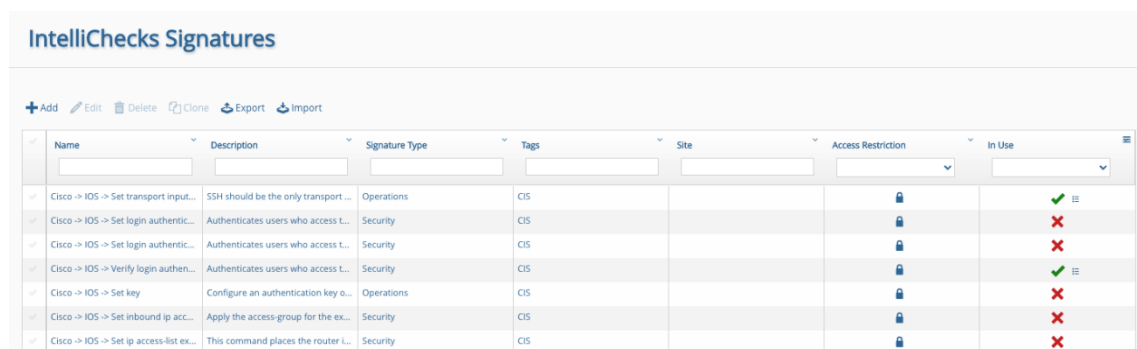 IntelliChecks Signatures
Add Edit Delete Clone Export Import
Name Description Signature Type Tags Site Access Restriction In Use
Cisco -> IOS -> Set transport input... SSH should be the only transport ... Operations CIS
Cisco -> IOS -> Set login authentic... Authenticates users who access t... Security CIS
Cisco -> IOS -> Set login authentic... Authenticates users who access t... Security CIS
Cisco -> IOS -> Verify login authen... Authenticates users who access t... Security CIS
Cisco -> IOS -> Set key Configure an authentication key o... Operations CIS
Cisco -> IOS -> Set inbound ip acc... Apply the access-group for the ex... Security CIS
Cisco -> IOS -> Set ip access-list ex... This command places the router i... Security CIS